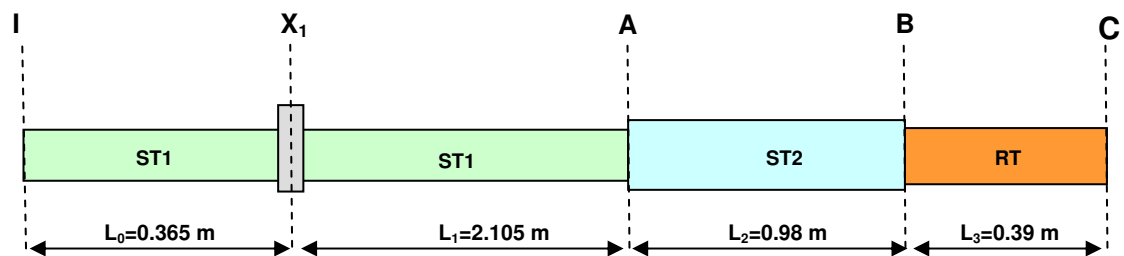 I X₁ A B C
ST1 ST1 ST2 RT
L₀=0.365 m L₁=2.105 m L₂=0.98 m L₃=0.39 m